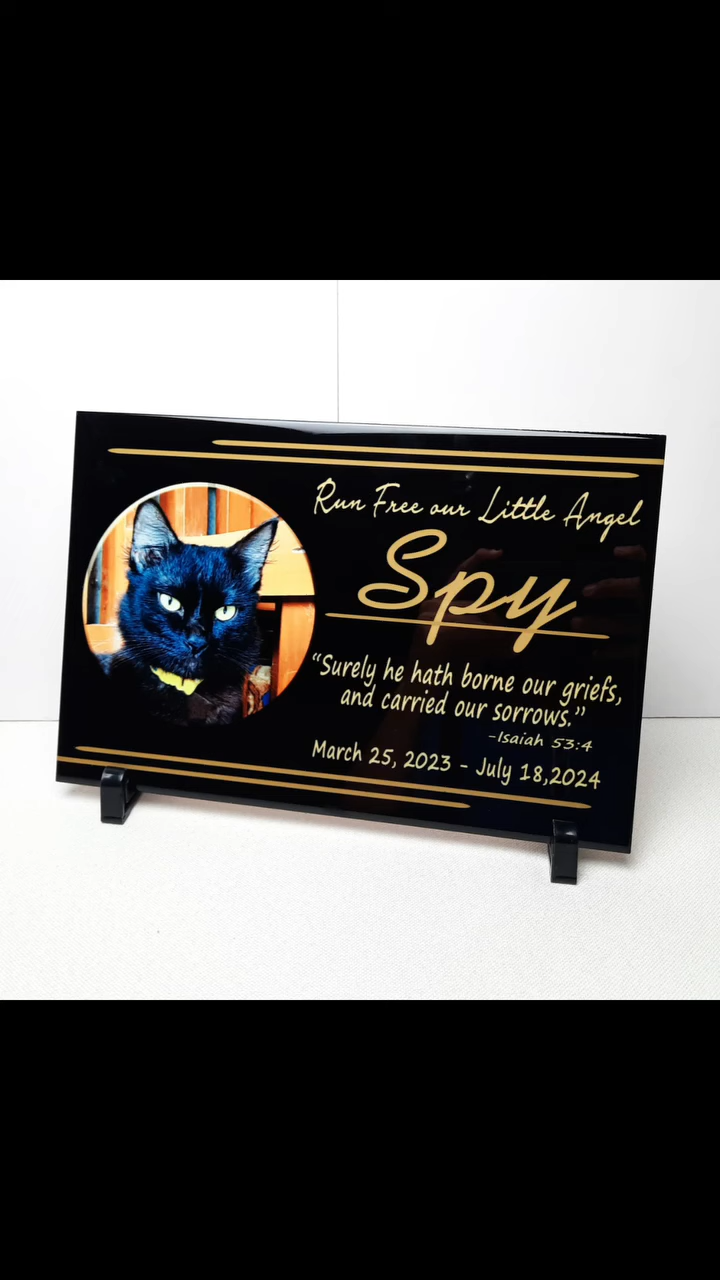 Run Free our Little Angel
Spy
“Surely he hath borne our griefs,
and carried our sorrows.”
-Isaiah 53:4
March 25, 2023 - July 18,2024